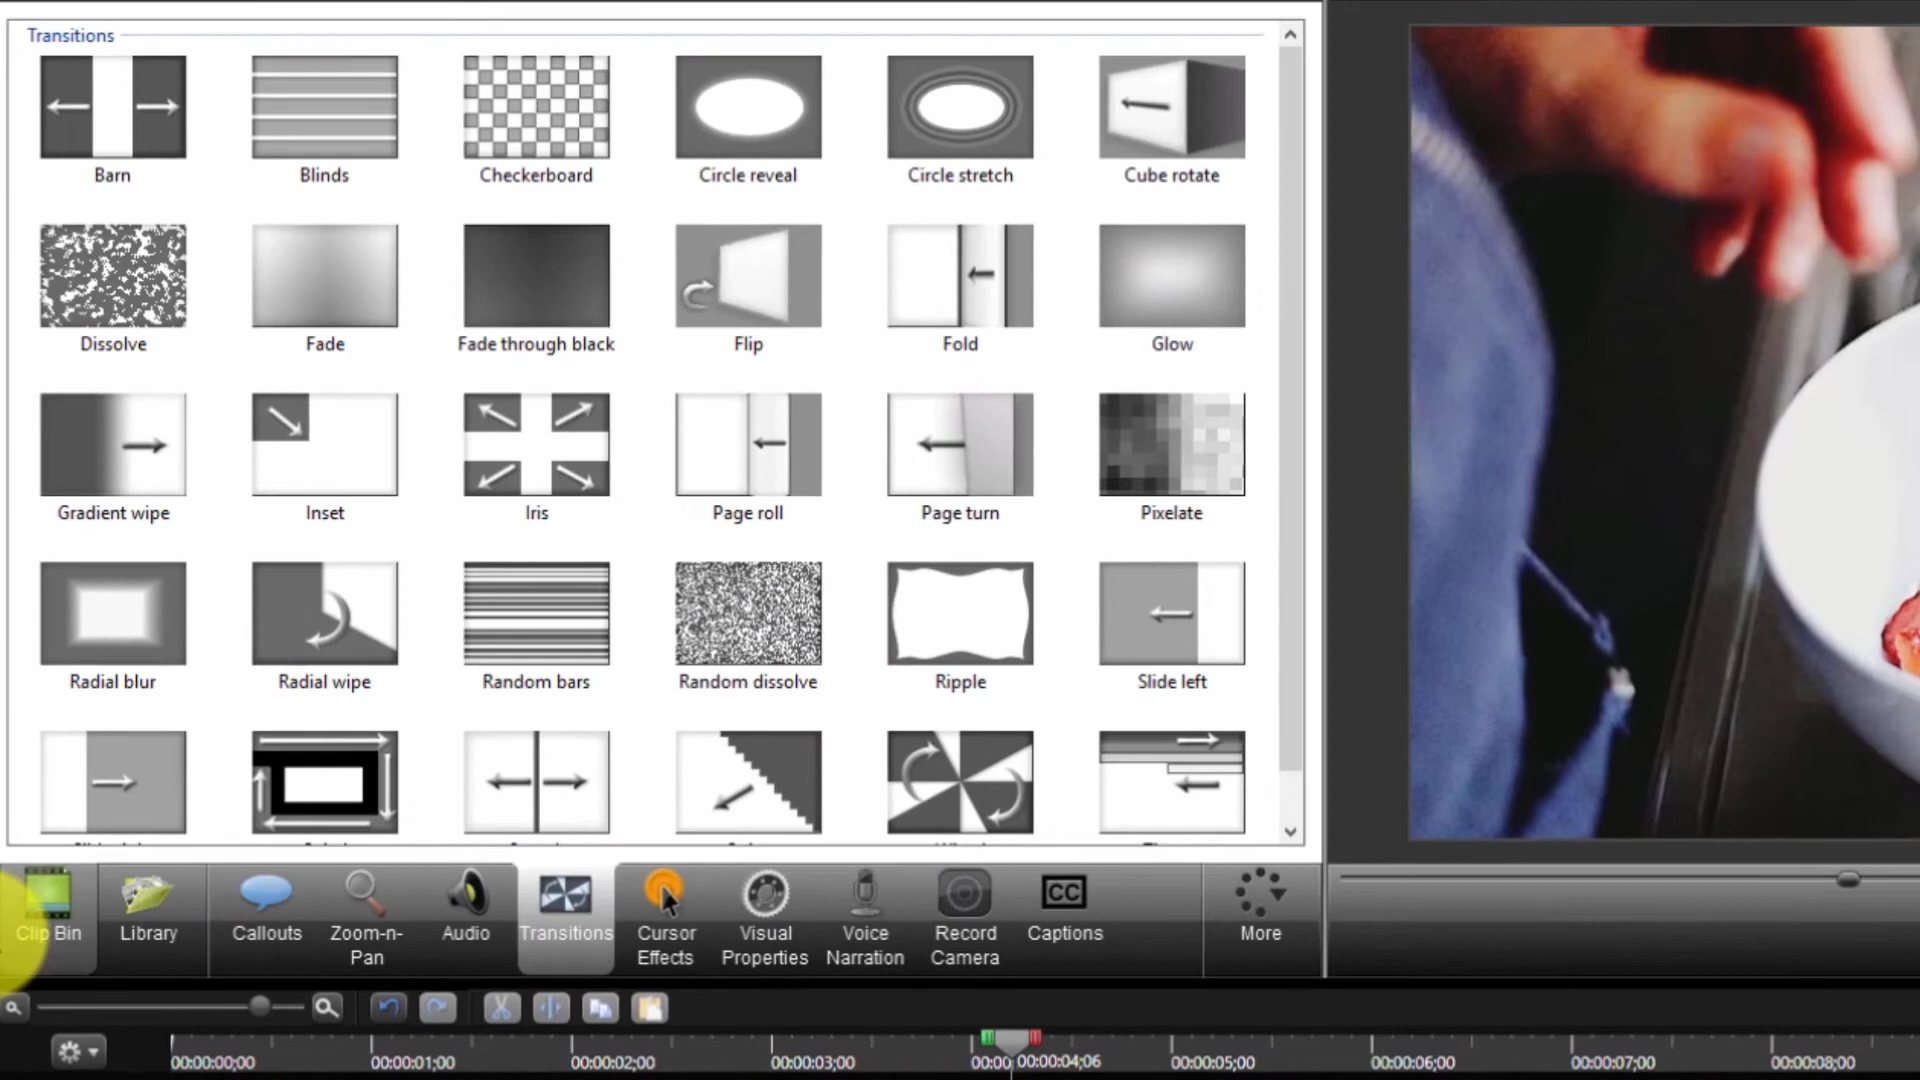 Transitions
Barn Blinds Checkerboard Circle reveal Circle stretch Cube rotate
Dissolve Fade Fade through black Flip Fold Glow
Gradient wipe Inset Iris Page roll Page turn Pixelate
Radial blur Radial wipe Random bars Random dissolve Ripple Slide left
CC
Clip Bin Library Callouts Zoom-n-Pan Audio Transitions Cursor Effects Visual Properties Voice Narration Record Camera Captions More
00:00:00;00 00:00:01;00 00:00:02;00 00:00:03;00 00:00 00:00:04;06 00:00:05;00 00:00:06;00 00:00:07;00 00:00:08;00